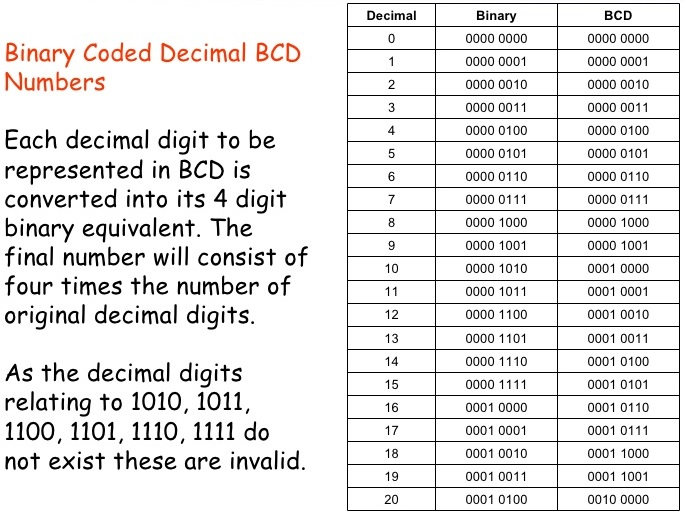 Binary Coded Decimal BCD
Numbers
Each decimal digit to be
represented in BCD is
converted into its 4 digit
binary equivalent. The
final number will consist of
four times the number of
original decimal digits.
As the decimal digits
relating to 1010, 1011,
1100, 1101, 1110, 1111 do
not exist these are invalid.
Decimal Binary BCD
0 0000 0000 0000 0000
1 0000 0001 0000 0001
2 0000 0010 0000 0010
3 0000 0011 0000 0011
4 0000 0100 0000 0100
5 0000 0101 0000 0101
6 0000 0110 0000 0110
7 0000 0111 0000 0111
8 0000 1000 0000 1000
9 0000 1001 0000 1001
10 0000 1010 0001 0000
11 0000 1011 0001 0001
12 0000 1100 0001 0010
13 0000 1101 0001 0011
14 0000 1110 0001 0100
15 0000 1111 0001 0101
16 0001 0000 0001 0110
17 0001 0001 0001 0111
18 0001 0010 0001 1000
19 0001 0011 0001 1001
20 0001 0100 0010 0000